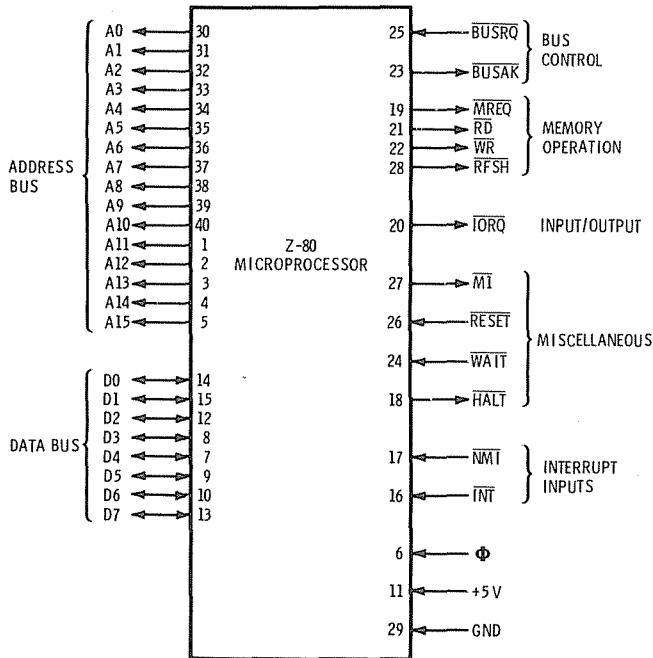 A0 30
A1 31
A2 32
A3 33
A4 34
A5 35
A6 36
A7 37
A8 38
A9 39
A10 40
A11 1
A12 2
A13 3
A14 4
A15 5
ADDRESS
BUS
D0 14
D1 15
D2 12
D3 8
D4 7
D5 9
D6 10
D7 13
DATA BUS
Z-80
MICROPROCESSOR
25 BUSRQ
23 BUSAK
BUS
CONTROL
19 MREQ
21 RD
22 WR
28 RFSH
MEMORY
OPERATION
20 IORQ INPUT/OUTPUT
27 MI
26 RESET
24 WAIT
18 HALT
MISCELLANEOUS
17 NMI
16 INT
INTERRUPT
INPUTS
6 Φ
11 +5V
29 GND